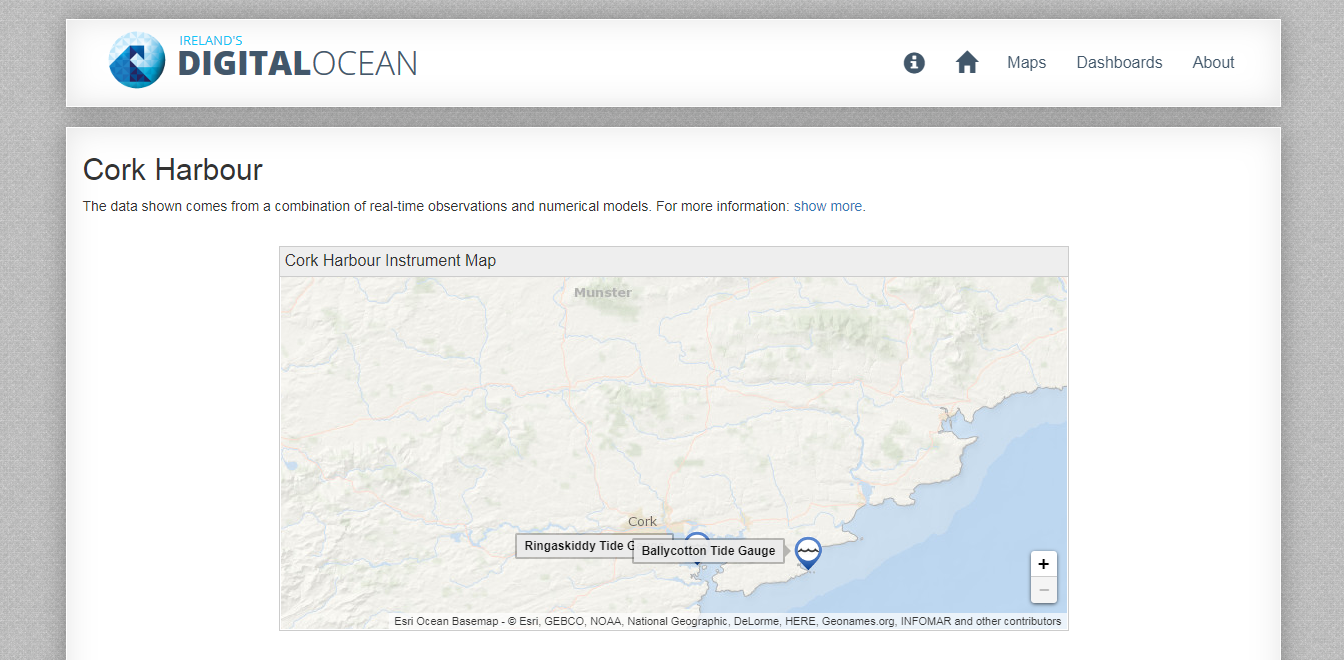 IRELAND'S
DIGITALOCEAN
Maps Dashboards About
Cork Harbour
The data shown comes from a combination of real-time observations and numerical models. For more information: show more.
Cork Harbour Instrument Map
Munster
Cork
Ringaskiddy Tide
Ballycotton Tide Gauge
+
−
Esri Ocean Basemap - © Esri, GEBCO, NOAA, National Geographic, DeLorme, HERE, Geonames.org, INFOMAR and other contributors